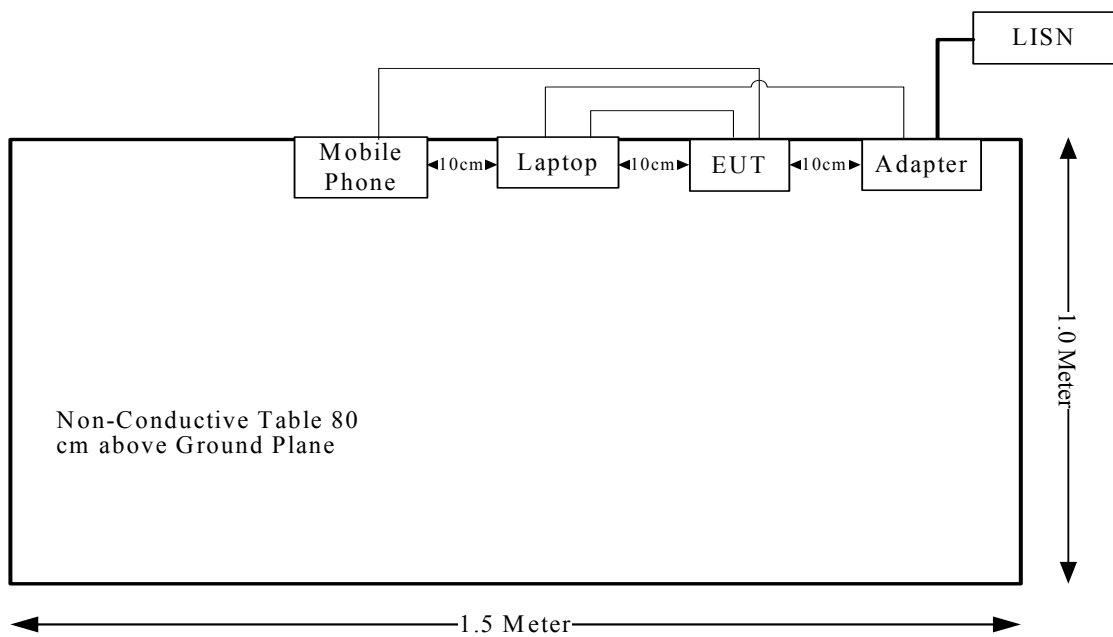 LISN
Mobile
Phone
10cm
Laptop
10cm
EUT
10cm
Adapter
1.0 Meter
Non-Conductive Table 80
cm above Ground Plane
1.5 Meter